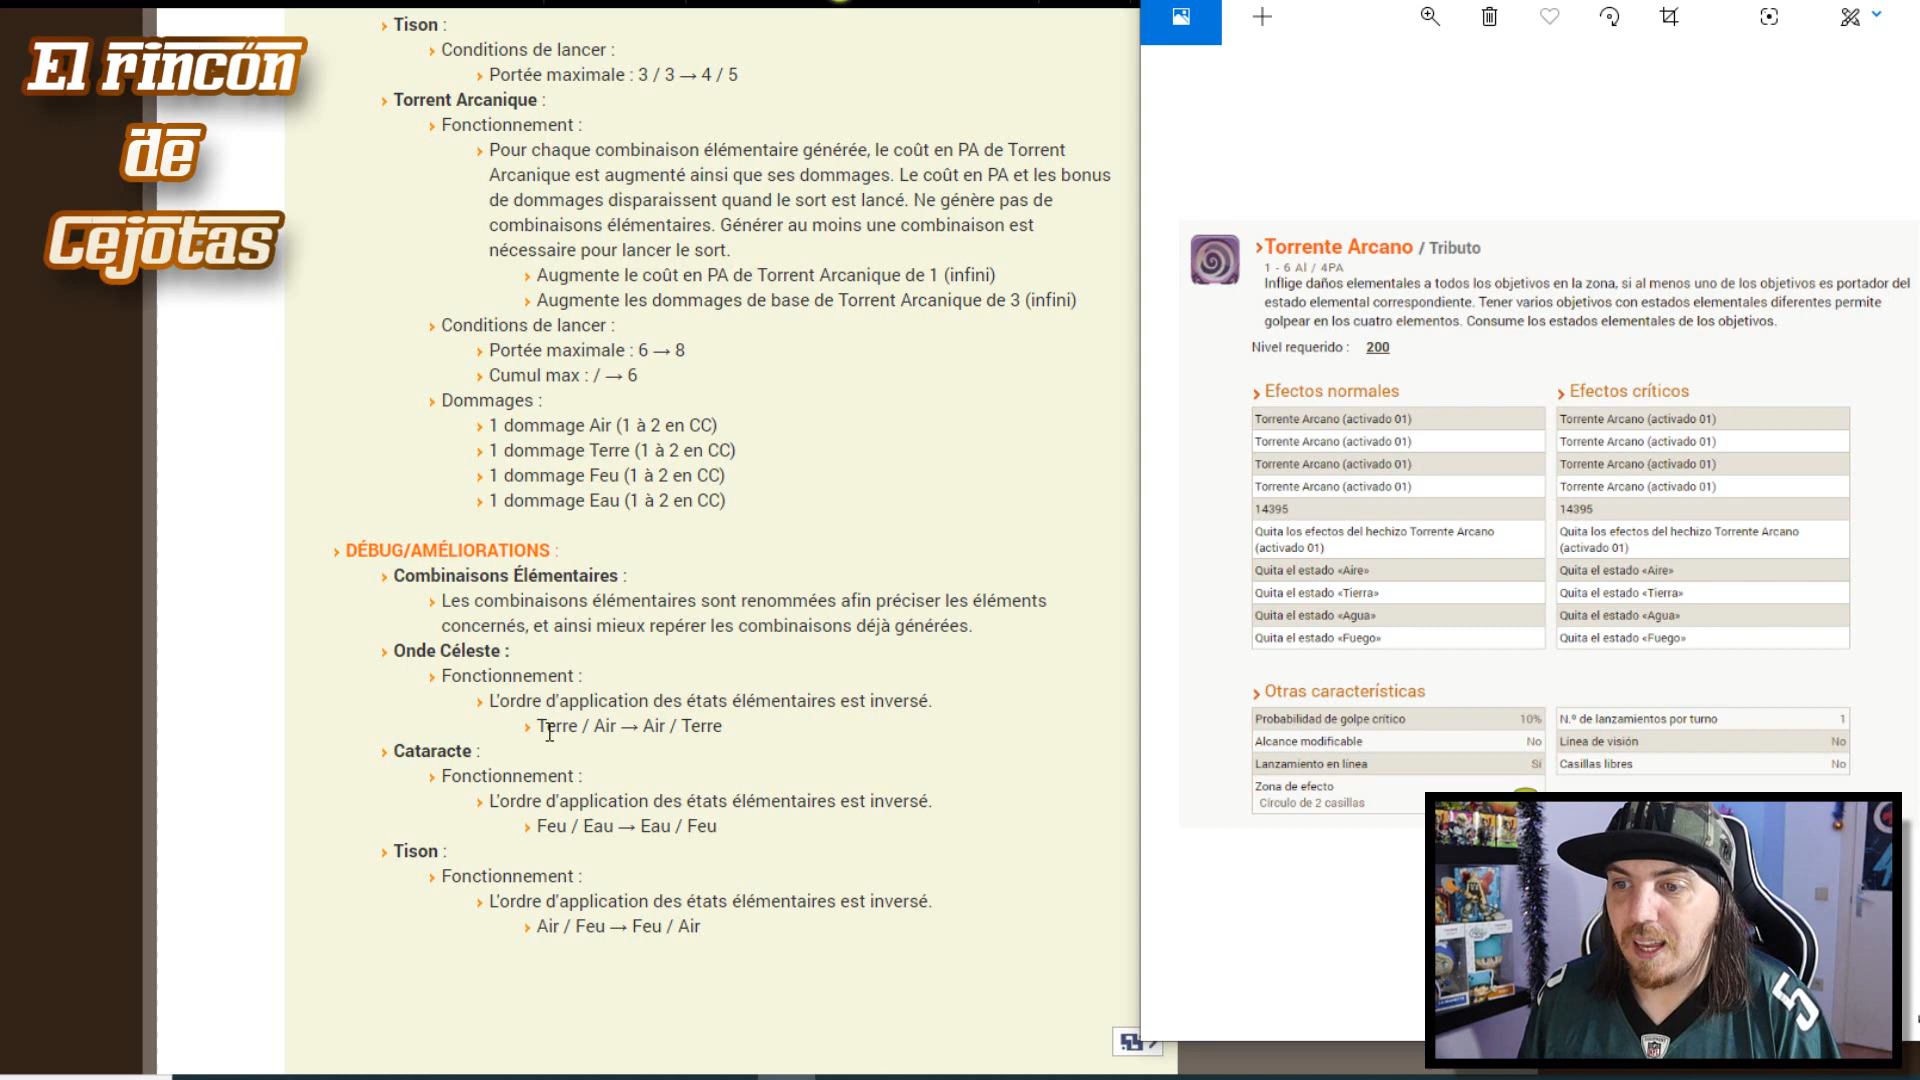 El rincón
de
Cejotas
Tison :
Conditions de lancer :
Portée maximale : 3 / 3 → 4 / 5
Torrent Arcanique :
Fonctionnement :
Pour chaque combinaison élémentaire générée, le coût en PA de Torrent
Arcanique est augmenté ainsi que ses dommages. Le coût en PA et les bonus
de dommages disparaissent quand le sort est lancé. Ne génère pas de
combinaisons élémentaires. Générer au moins une combinaison est
nécessaire pour lancer le sort.
Augmente le coût en PA de Torrent Arcanique de 1 (infini)
Augmente les dommages de base de Torrent Arcanique de 3 (infini)
Conditions de lancer :
Portée maximale : 6 → 8
Cumul max : / → 6
Dommages :
1 dommage Air (1 à 2 en CC)
1 dommage Terre (1 à 2 en CC)
1 dommage Feu (1 à 2 en CC)
1 dommage Eau (1 à 2 en CC)
DÉBUG/AMÉLIORATIONS :
Combinaisons Élémentaires :
Les combinaisons élémentaires sont renommées afin préciser les éléments
concernés, et ainsi mieux repérer les combinaisons déjà générées.
Onde Céleste :
Fonctionnement :
L'ordre d'application des états élémentaires est inversé.
Terre / Air → Air / Terre
Cataracte :
Fonctionnement :
L'ordre d'application des états élémentaires est inversé.
Feu / Eau → Eau / Feu
Tison :
Fonctionnement :
L'ordre d'application des états élémentaires est inversé.
Air / Feu → Feu / Air
Torrente Arcano / Tributo
1 - 6 Al / 4PA
Inflige daños elementales a todos los objetivos en la zona, si al menos uno de los objetivos es portador del
estado elemental correspondiente. Tener varios objetivos con estados elementales diferentes permite
golpear en los cuatro elementos. Consume los estados elementales de los objetivos.
Nivel requerido : 200
Efectos normales
Torrente Arcano (activado 01)
Torrente Arcano (activado 01)
Torrente Arcano (activado 01)
Torrente Arcano (activado 01)
14395
Quita los efectos del hechizo Torrente Arcano
(activado 01)
Quita el estado «Aire»
Quita el estado «Tierra»
Quita el estado «Agua»
Quita el estado «Fuego»
Efectos críticos
Torrente Arcano (activado 01)
Torrente Arcano (activado 01)
Torrente Arcano (activado 01)
Torrente Arcano (activado 01)
14395
Quita los efectos del hechizo Torrente Arcano
(activado 01)
Quita el estado «Aire»
Quita el estado «Tierra»
Quita el estado «Agua»
Quita el estado «Fuego»
Otras características
Probabilidad de golpe crítico 10%
Alcance modificable No
Lanzamiento en línea Sí
Zona de efecto
Círculo de 2 casillas
N.º de lanzamientos por turno 1
Línea de visión No
Casillas libres No
5
NFL